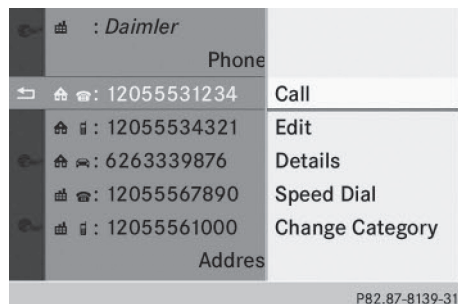 : Daimler
Phone
: 12055531234 Call
: 12055534321 Edit
: 6263339876 Details
: 12055567890 Speed Dial
: 12055561000 Change Category
Addres
P82.87-8139-31